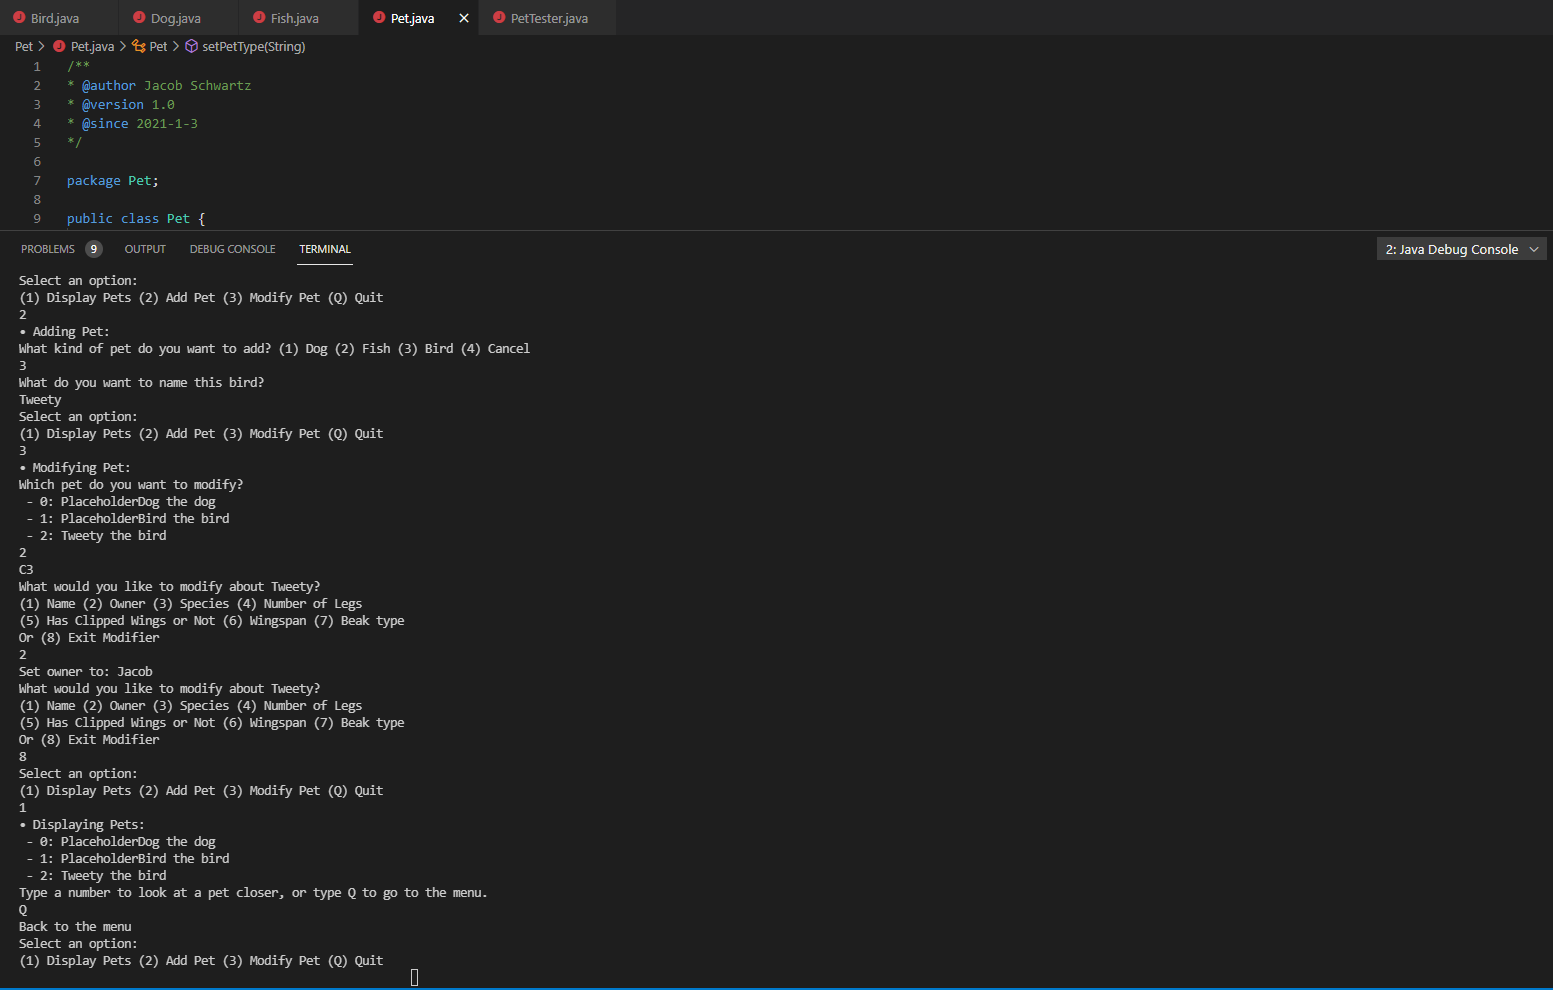 Bird.java Dog.java Fish.java Pet.java × PetTester.java
Pet > Pet.java > Pet > setPetType(String)
1 /**
2 * @author Jacob Schwartz
3 * @version 1.0
4 * @since 2021-1-3
5 */
6
7 package Pet;
8
9 public class Pet {
PROBLEMS 9 OUTPUT DEBUG CONSOLE TERMINAL 2: Java Debug Console
Select an option:
(1) Display Pets (2) Add Pet (3) Modify Pet (Q) Quit
2
• Adding Pet:
What kind of pet do you want to add? (1) Dog (2) Fish (3) Bird (4) Cancel
3
What do you want to name this bird?
Tweety
Select an option:
(1) Display Pets (2) Add Pet (3) Modify Pet (Q) Quit
3
• Modifying Pet:
Which pet do you want to modify?
- 0: PlaceholderDog the dog
- 1: PlaceholderBird the bird
- 2: Tweety the bird
2
C3
What would you like to modify about Tweety?
(1) Name (2) Owner (3) Species (4) Number of Legs
(5) Has Clipped Wings or Not (6) Wingspan (7) Beak type
Or (8) Exit Modifier
2
Set owner to: Jacob
What would you like to modify about Tweety?
(1) Name (2) Owner (3) Species (4) Number of Legs
(5) Has Clipped Wings or Not (6) Wingspan (7) Beak type
Or (8) Exit Modifier
8
Select an option:
(1) Display Pets (2) Add Pet (3) Modify Pet (Q) Quit
1
• Displaying Pets:
- 0: PlaceholderDog the dog
- 1: PlaceholderBird the bird
- 2: Tweety the bird
Type a number to look at a pet closer, or type Q to go to the menu.
Q
Back to the menu
Select an option:
(1) Display Pets (2) Add Pet (3) Modify Pet (Q) Quit